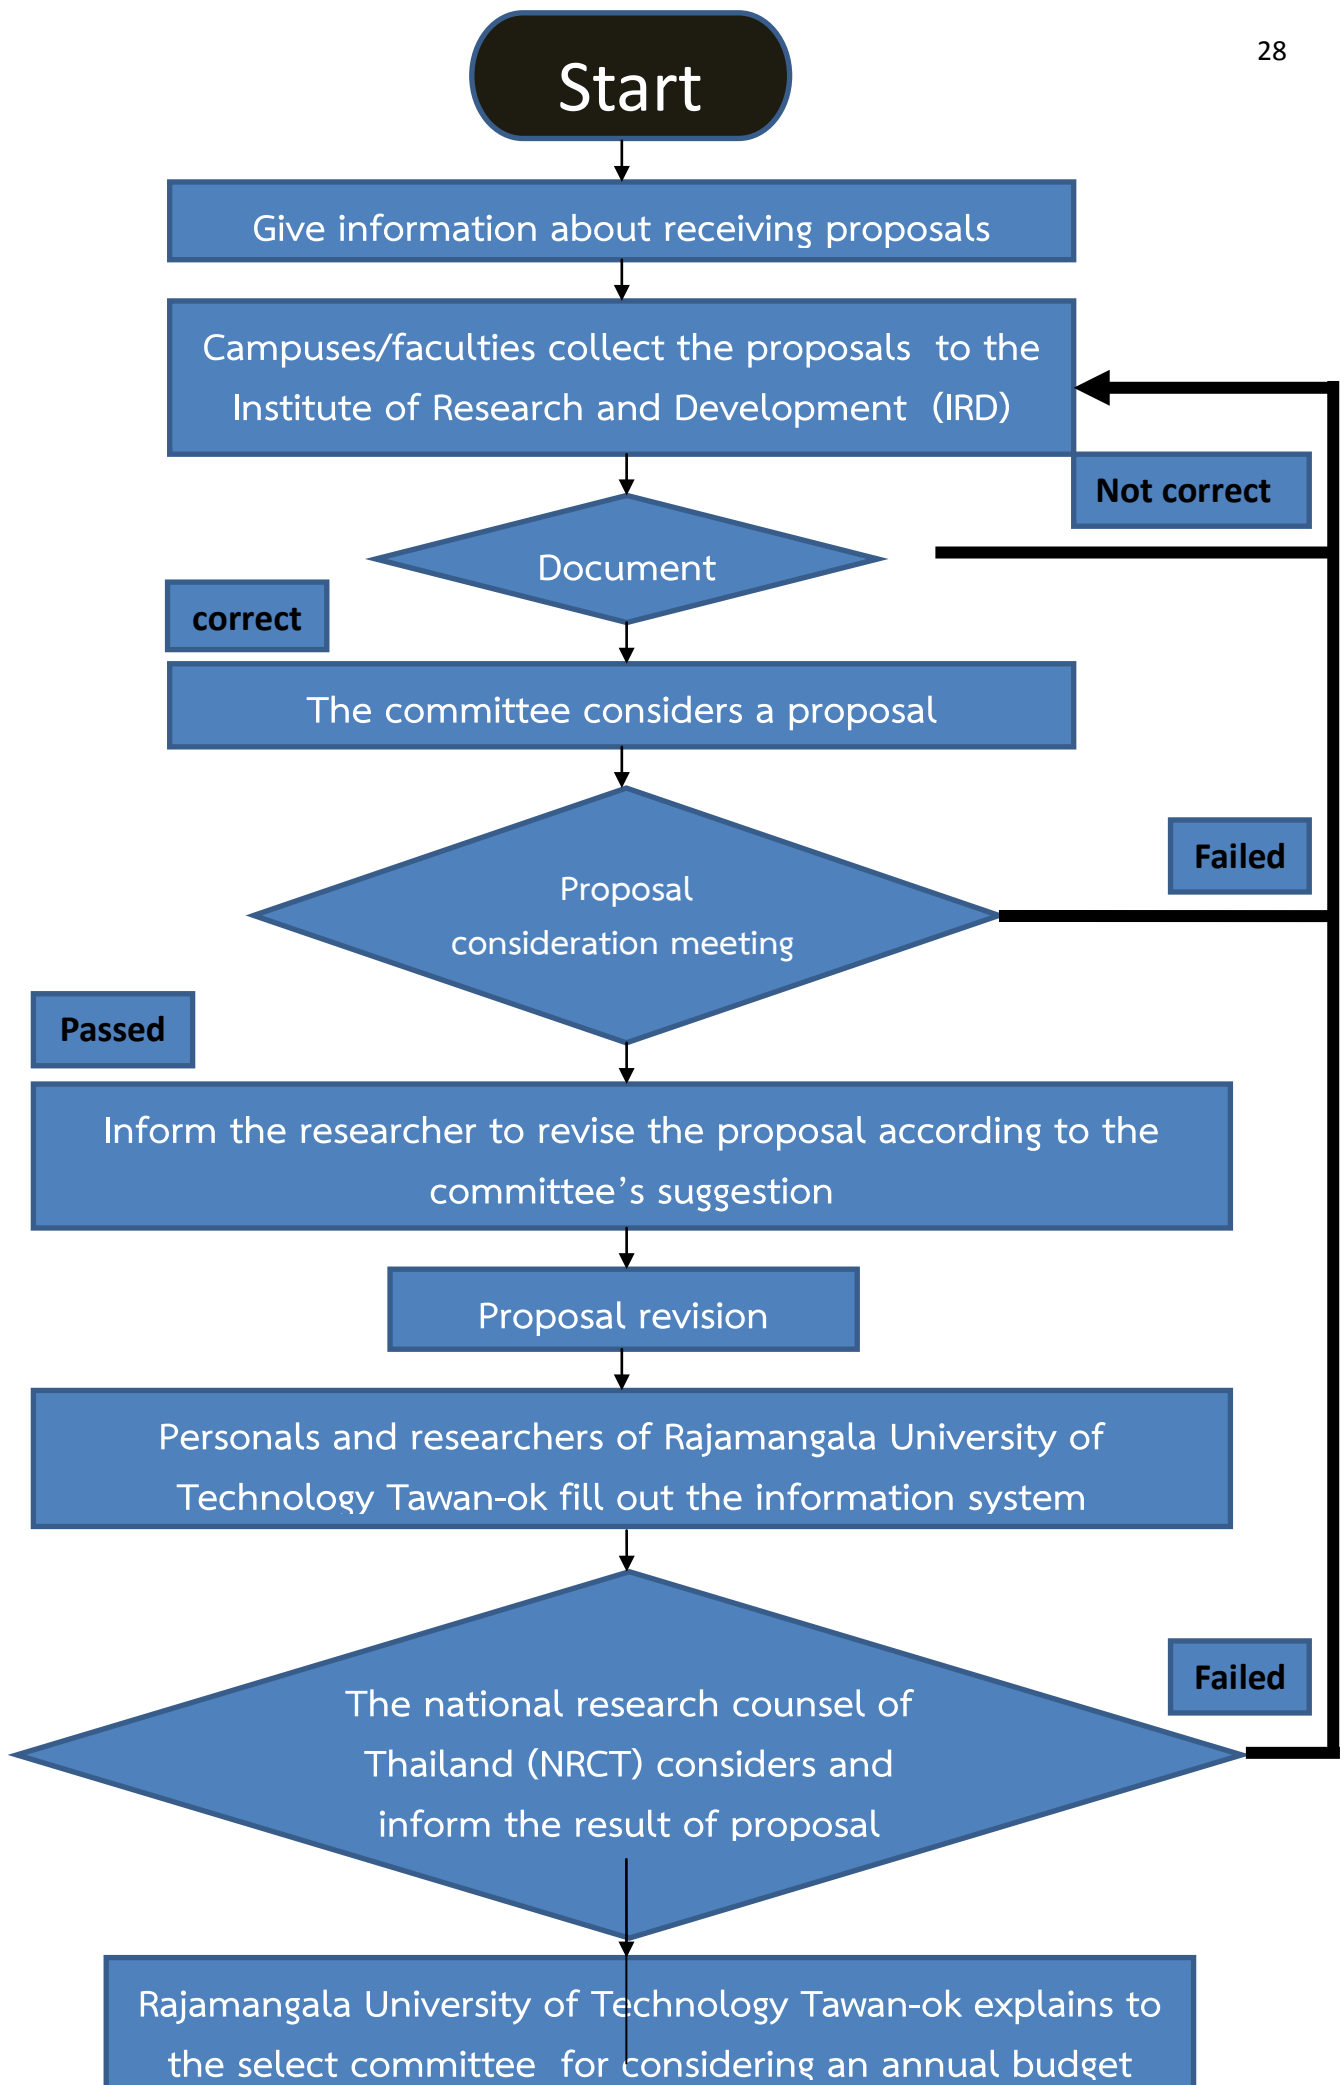 28
Start
Give information about receiving proposals
Campuses/faculties collect the proposals to the
Institute of Research and Development (IRD)
Not correct
Document
correct
The committee considers a proposal
Failed
Proposal
consideration meeting
Passed
Inform the researcher to revise the proposal according to the
committee's suggestion
Proposal revision
Personals and researchers of Rajamangala University of
Technology Tawan-ok fill out the information system
Failed
The national research counsel of
Thailand (NRCT) considers and
inform the result of proposal
Rajamangala University of Technology Tawan-ok explains to
the select committee for considering an annual budget